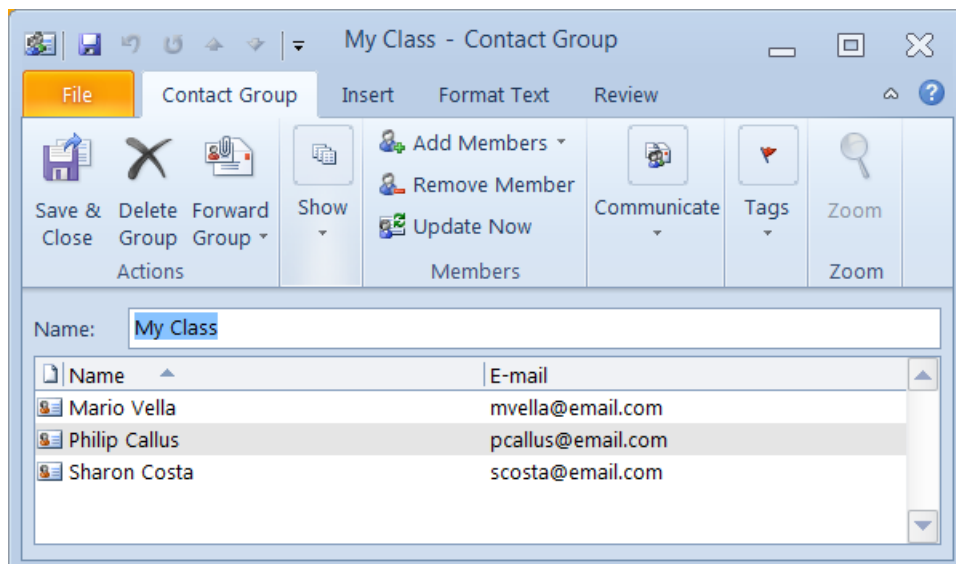 My Class - Contact Group
File Contact Group Insert Format Text Review
Save & Close
Delete Group
Forward Group
Actions
Show
Add Members
Remove Member
Update Now
Members
Communicate
Tags
Zoom
Zoom
Name: My Class
Name E-mail
Mario Vella mvella@email.com
Philip Callus pcallus@email.com
Sharon Costa scosta@email.com